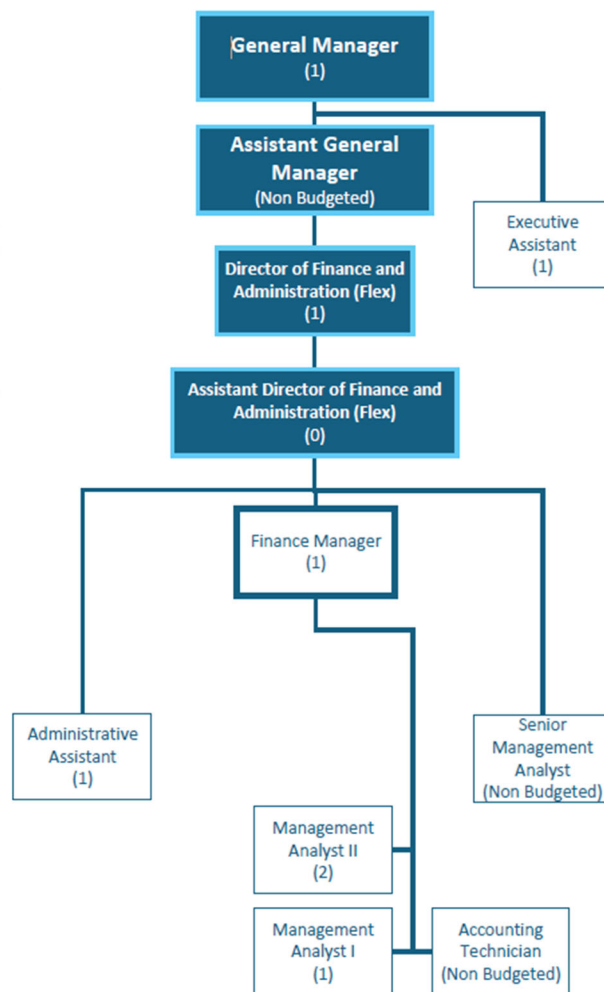 General Manager
(1)
Assistant General
Manager
(Non Budgeted)
Executive
Assistant
(1)
Director of Finance and
Administration (Flex)
(1)
Assistant Director of Finance and
Administration (Flex)
(0)
Finance Manager
(1)
Administrative
Assistant
(1)
Senior
Management
Analyst
(Non Budgeted)
Management
Analyst II
(2)
Management
Analyst I
(1)
Accounting
Technician
(Non Budgeted)